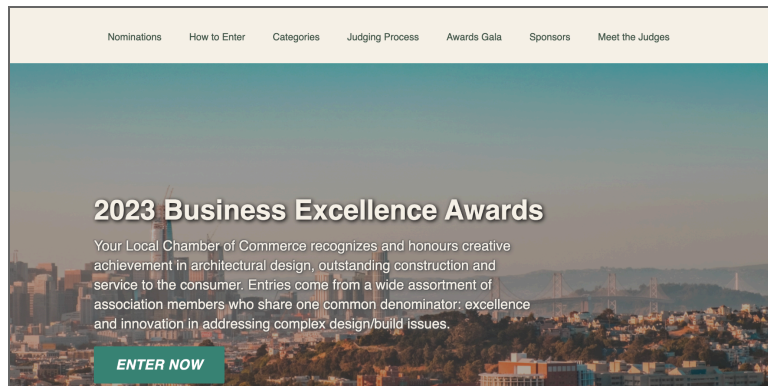 Nominations How to Enter Categories Judging Process Awards Gala Sponsors Meet the Judges
2023 Business Excellence Awards
Your Local Chamber of Commerce recognizes and honours creative
achievement in architectural design, outstanding construction and
service to the consumer. Entries come from a wide assortment of
association members who share one common denominator: excellence
and innovation in addressing complex design/build issues.
ENTER NOW